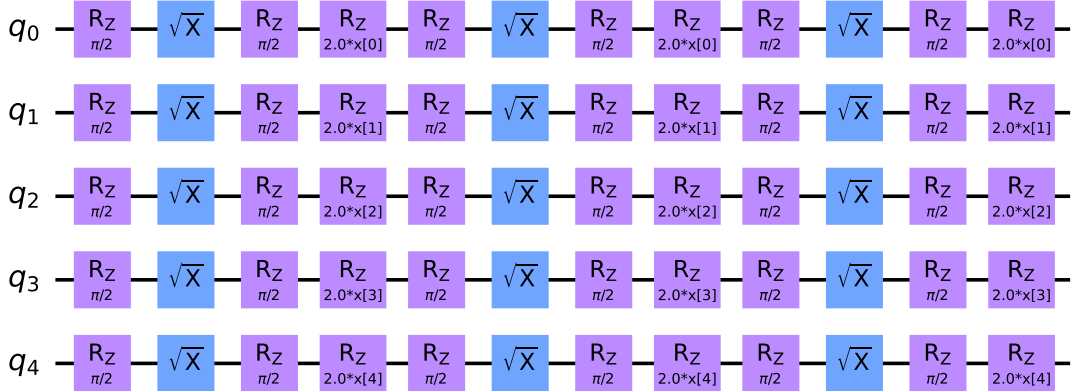 q0 RZ π/2 √X RZ π/2 RZ 2.0*x[0] RZ π/2 √X RZ π/2 RZ 2.0*x[0] RZ π/2 √X RZ π/2 RZ 2.0*x[0]
q1 RZ π/2 √X RZ π/2 RZ 2.0*x[1] RZ π/2 √X RZ π/2 RZ 2.0*x[1] RZ π/2 √X RZ π/2 RZ 2.0*x[1]
q2 RZ π/2 √X RZ π/2 RZ 2.0*x[2] RZ π/2 √X RZ π/2 RZ 2.0*x[2] RZ π/2 √X RZ π/2 RZ 2.0*x[2]
q3 RZ π/2 √X RZ π/2 RZ 2.0*x[3] RZ π/2 √X RZ π/2 RZ 2.0*x[3] RZ π/2 √X RZ π/2 RZ 2.0*x[3]
q4 RZ π/2 √X RZ π/2 RZ 2.0*x[4] RZ π/2 √X RZ π/2 RZ 2.0*x[4] RZ π/2 √X RZ π/2 RZ 2.0*x[4]